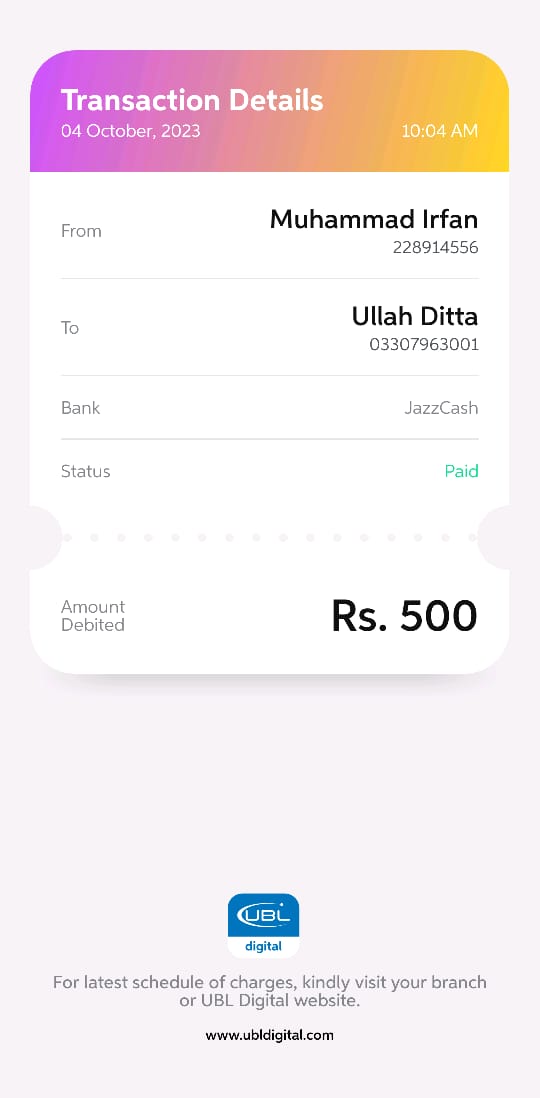 Transaction Details
04 October, 2023 10:04 AM
From Muhammad Irfan
228914556
To Ullah Ditta
03307963001
Bank JazzCash
Status Paid
Amount
Debited Rs. 500
UBL
digital
For latest schedule of charges, kindly visit your branch
or UBL Digital website.
www.ubldigital.com